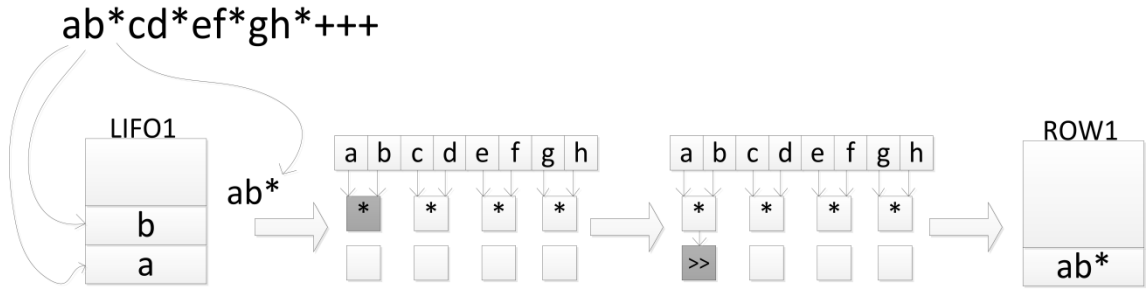 ab*cd*ef*gh*+++
LIFO1
b
a
ab*
a b c d e f g h
* * * *
a b c d e f g h
* * * *
>>
ROW1
ab*